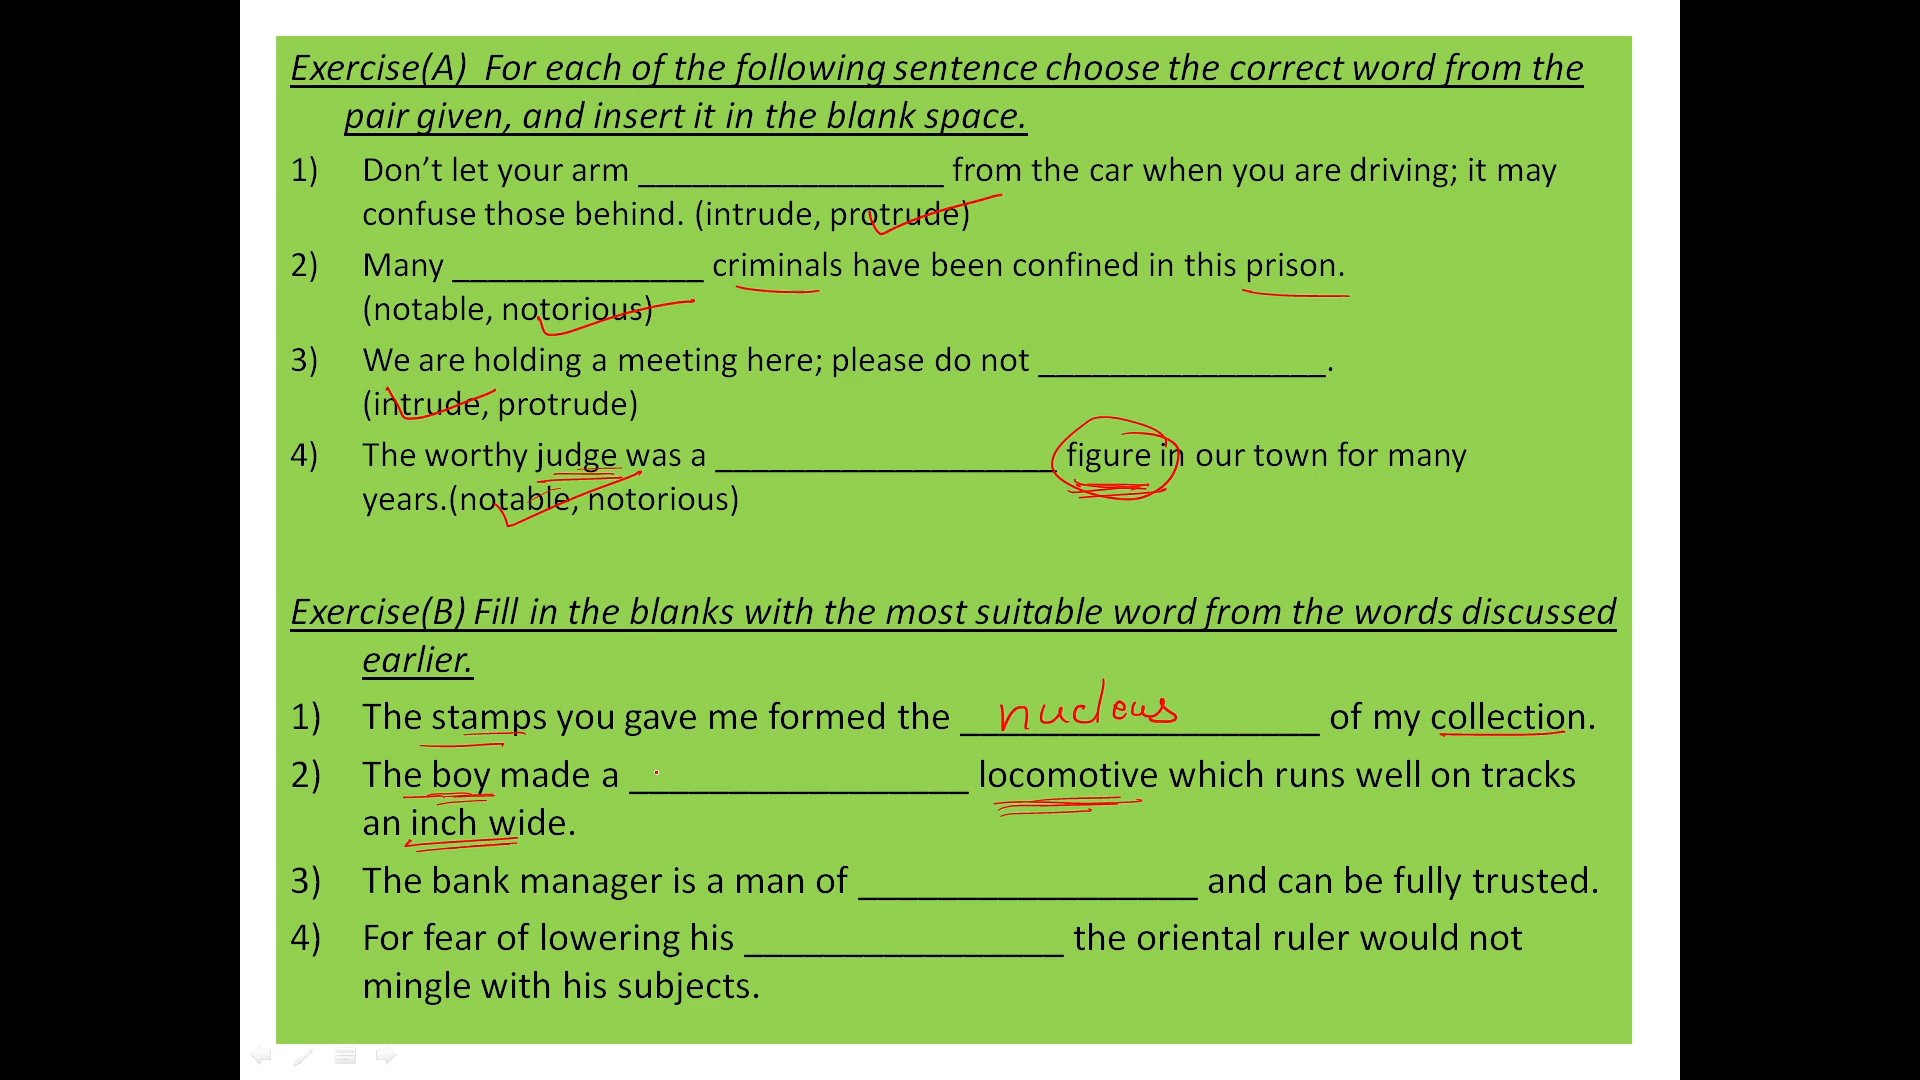 Exercise(A)  For each of the following sentence choose the correct word from the
pair given, and insert it in the blank space.
1) Don’t let your arm _________________ from the car when you are driving; it may
confuse those behind. (intrude, protrude)
2) Many ______________ criminals have been confined in this prison.
(notable, notorious)
3) We are holding a meeting here; please do not ________________.
(intrude, protrude)
4) The worthy judge was a ___________________ figure in our town for many
years.(notable, notorious)
Exercise(B) Fill in the blanks with the most suitable word from the words discussed
earlier.
1) The stamps you gave me formed the nucleus of my collection.
2) The boy made a _________________ locomotive which runs well on tracks
an inch wide.
3) The bank manager is a man of _________________ and can be fully trusted.
4) For fear of lowering his ________________ the oriental ruler would not
mingle with his subjects.